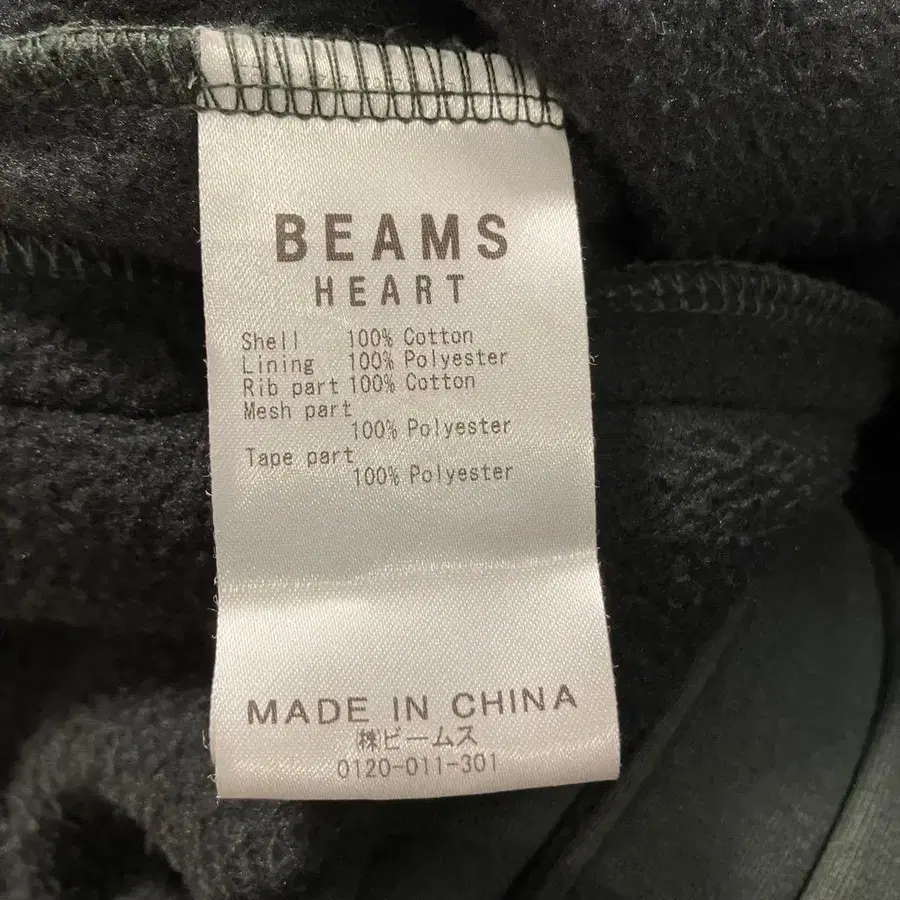 BEAMS
HEART
Shell 100% Cotton
Lining 100% Polyester
Rib part 100% Cotton
Mesh part
100% Polyester
Tape part
100% Polyester
MADE IN CHINA
㈱ビームス
0120-011-301